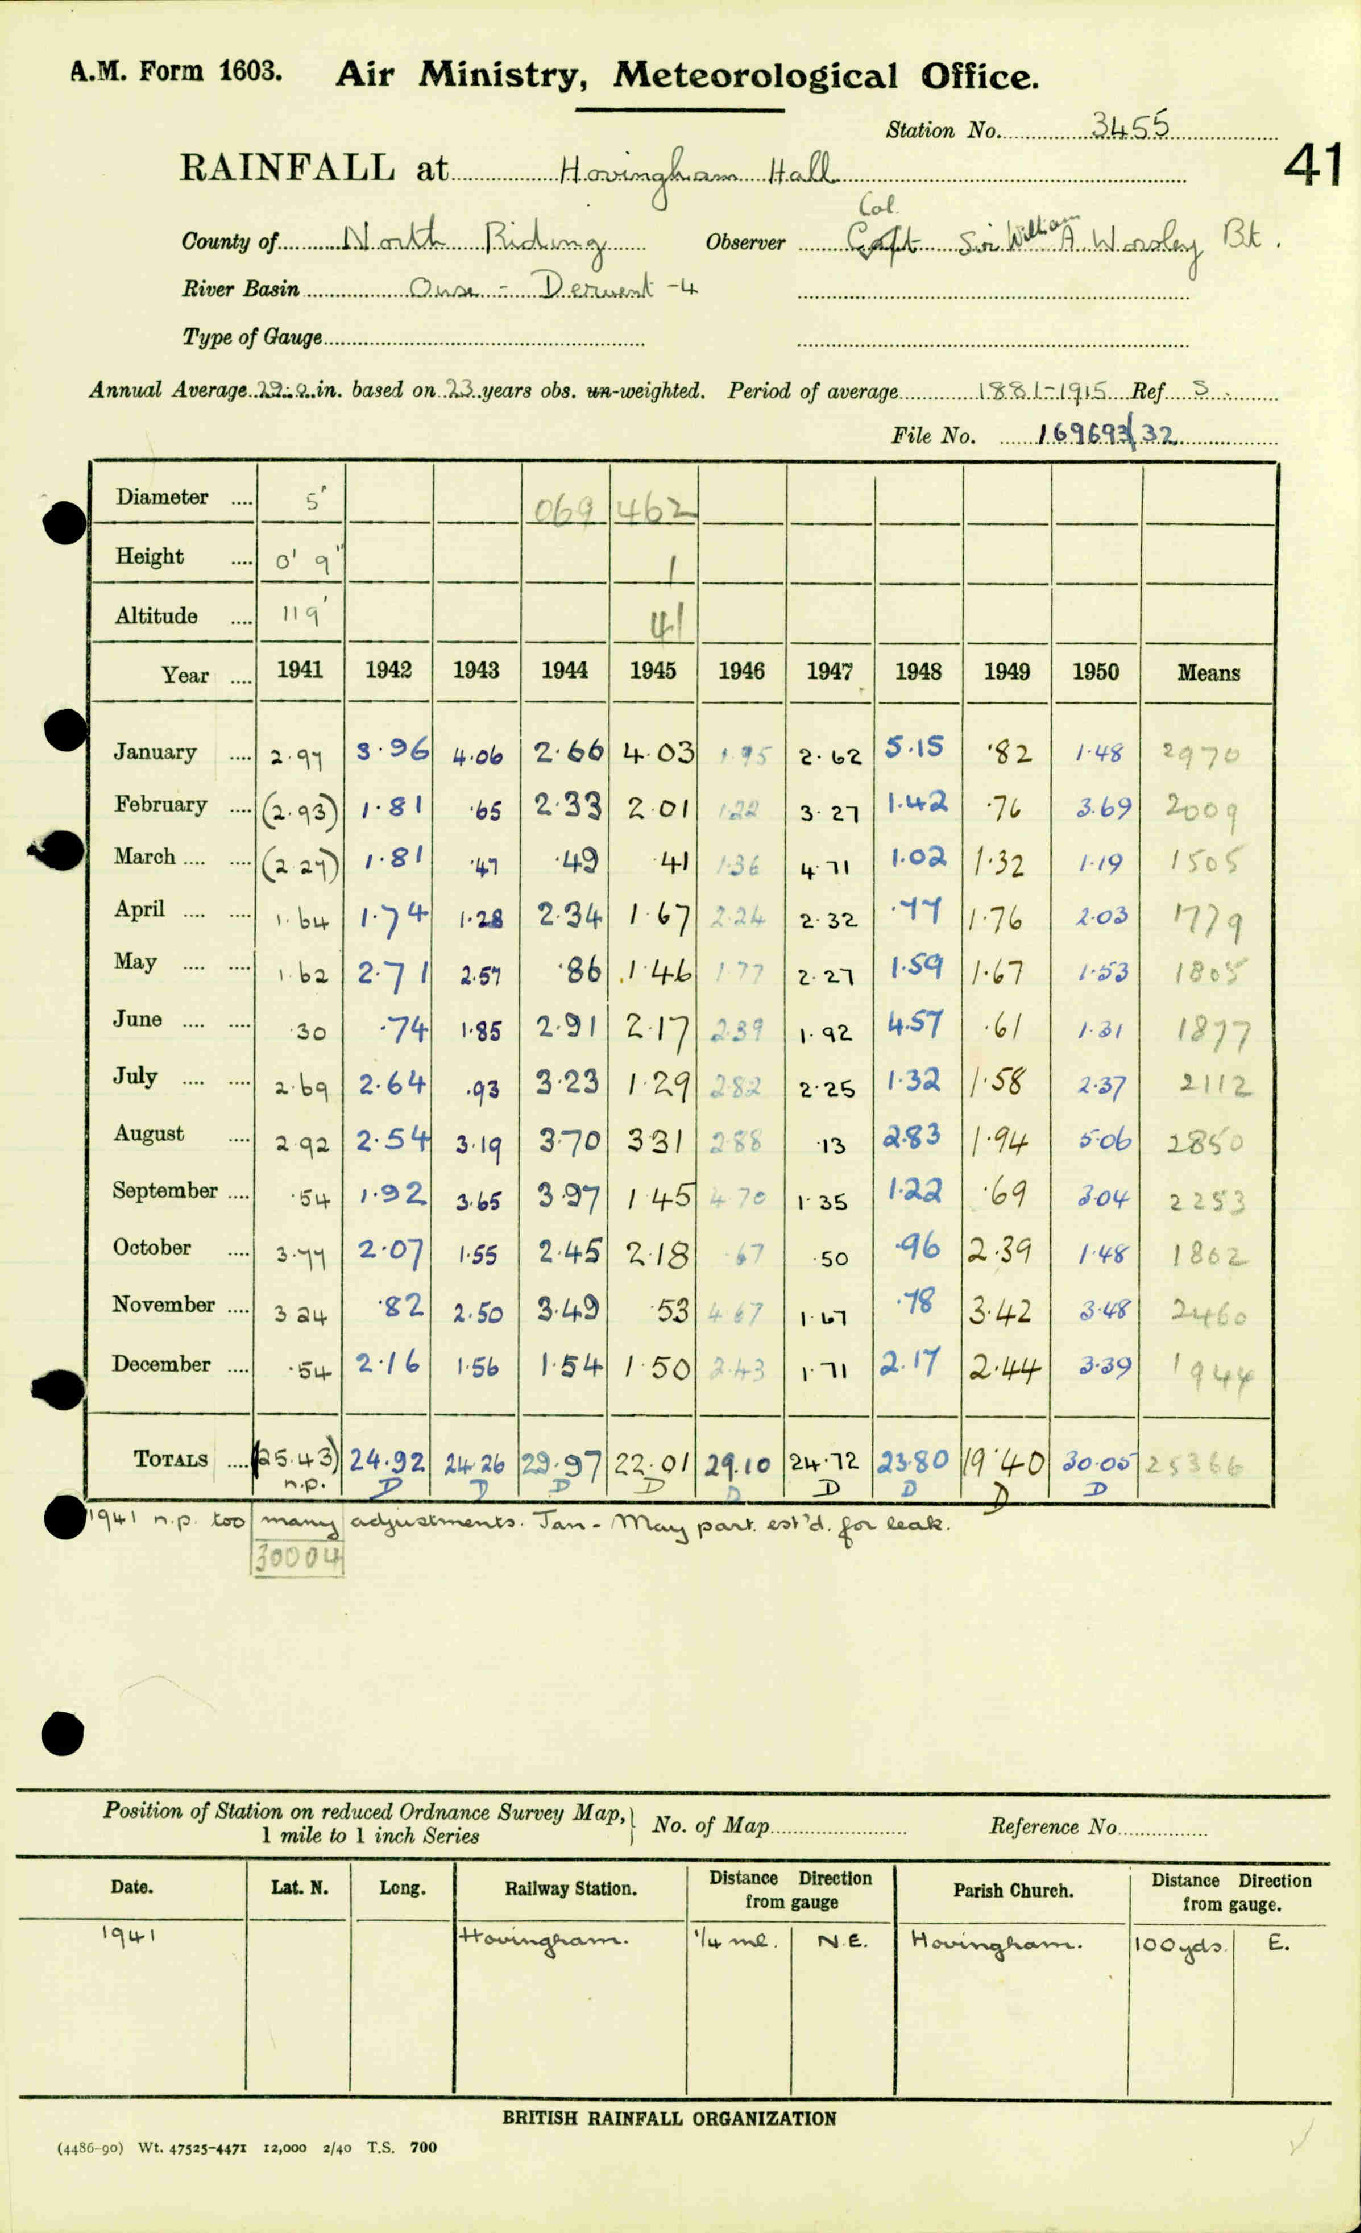 A.M. Form 1603. Air Ministry, Meteorological Office.
Station No. 3455
41
RAINFALL at Hovingham Hall
Col.
County of North Riding Observer Capt Sir William A Worsley Bt.
River Basin Ouse - Derwent -4
Type of Gauge
Annual Average in. based on 23 years obs. un-weighted. Period of average 1881-1915 Ref S.
File No. 169693/32
Diameter .... 5' 069 462
Height .... 0' 9" 1
Altitude .... 119' 41
Year .... 1941 1942 1943 1944 1945 1946 1947 1948 1949 1950 Means
January .... 2.97 3.96 4.06 2.66 4.03 1.95 2.62 5.15 .82 1.48 2970
February .... (2.93) 1.81 .65 2.33 2.01 1.22 3.27 1.42 .76 3.69 2009
March .... .... (2.27) 1.81 .47 .49 .41 1.36 4.71 1.02 1.32 1.19 1505
April .... .... 1.64 1.74 1.28 2.34 1.67 2.24 2.32 .77 1.76 2.03 1779
May .... .... 1.62 2.71 2.57 .86 1.46 1.77 2.27 1.59 1.67 1.53 1805
June .... .... .30 .74 1.85 2.91 2.17 2.39 1.92 4.57 .61 1.31 1877
July .... .... 2.69 2.64 .93 3.23 1.29 2.82 2.25 1.32 1.58 2.37 2112
August .... 2.92 2.54 3.19 3.70 3.31 2.88 .13 2.83 1.94 5.06 2850
September .... .54 1.92 3.65 3.97 1.45 4.70 1.35 1.22 .69 3.04 2253
October .... 3.77 2.07 1.55 2.45 2.18 .67 .50 .96 2.39 1.48 1802
November .... 3.24 .82 2.50 3.49 .53 4.67 1.67 .78 3.42 3.48 2460
December .... .54 2.16 1.56 1.54 1.50 2.43 1.71 2.17 2.44 3.39 1944
TOTALS .... (25.43) 24.92 24.26 29.97 22.01 29.10 24.72 23.80 19.40 30.05 25366
n.p. D D D D D D D D D
1941 n.p. too many adjustments. Jan - May part. est'd. for leak.
30004
Position of Station on reduced Ordnance Survey Map, 1 mile to 1 inch Series } No. of Map Reference No.
Date. Lat. N. Long. Railway Station. Distance Direction from gauge Parish Church. Distance Direction from gauge.
1941 Hovingham. 1/4 ml. N.E. Hovingham. 100yds. E.
BRITISH RAINFALL ORGANIZATION
(4486-90) Wt. 47525-4471 12,000 2/40 T.S. 700